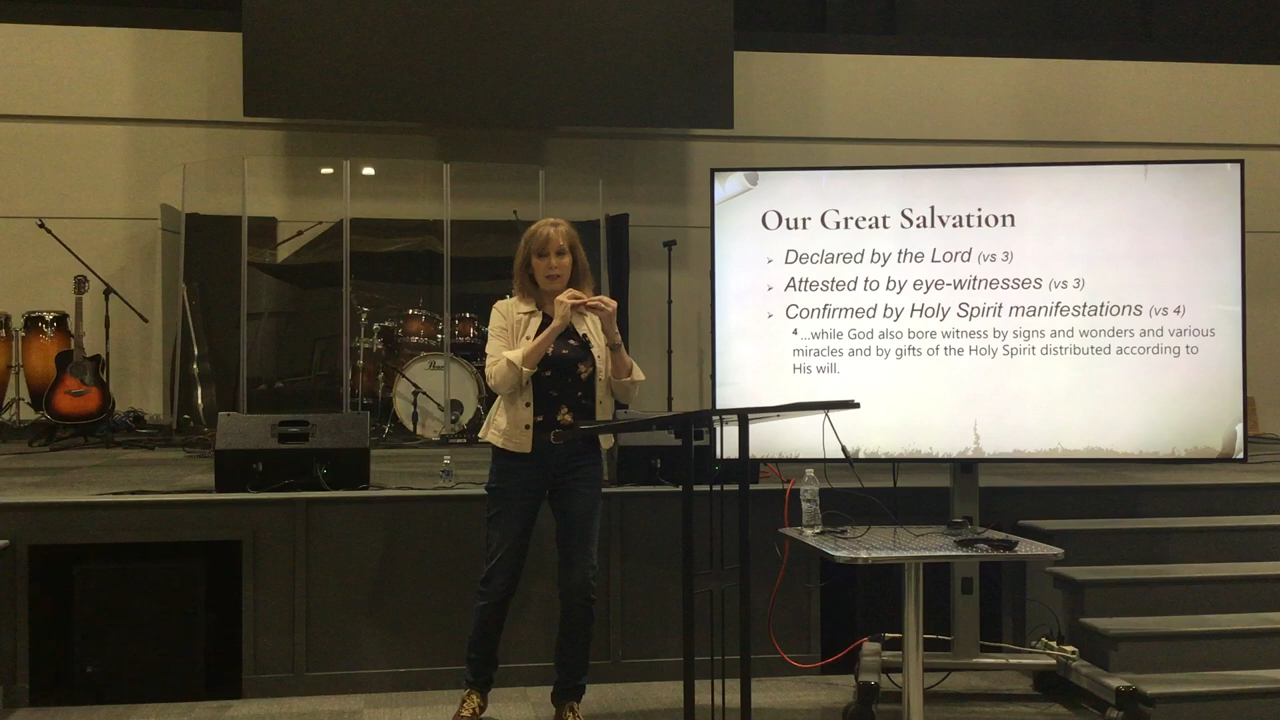 Our Great Salvation
➢ Declared by the Lord (vs 3)
➢ Attested to by eye-witnesses (vs 3)
➢ Confirmed by Holy Spirit manifestations (vs 4)
4 ...while God also bore witness by signs and wonders and various
miracles and by gifts of the Holy Spirit distributed according to
His will.
Pearl